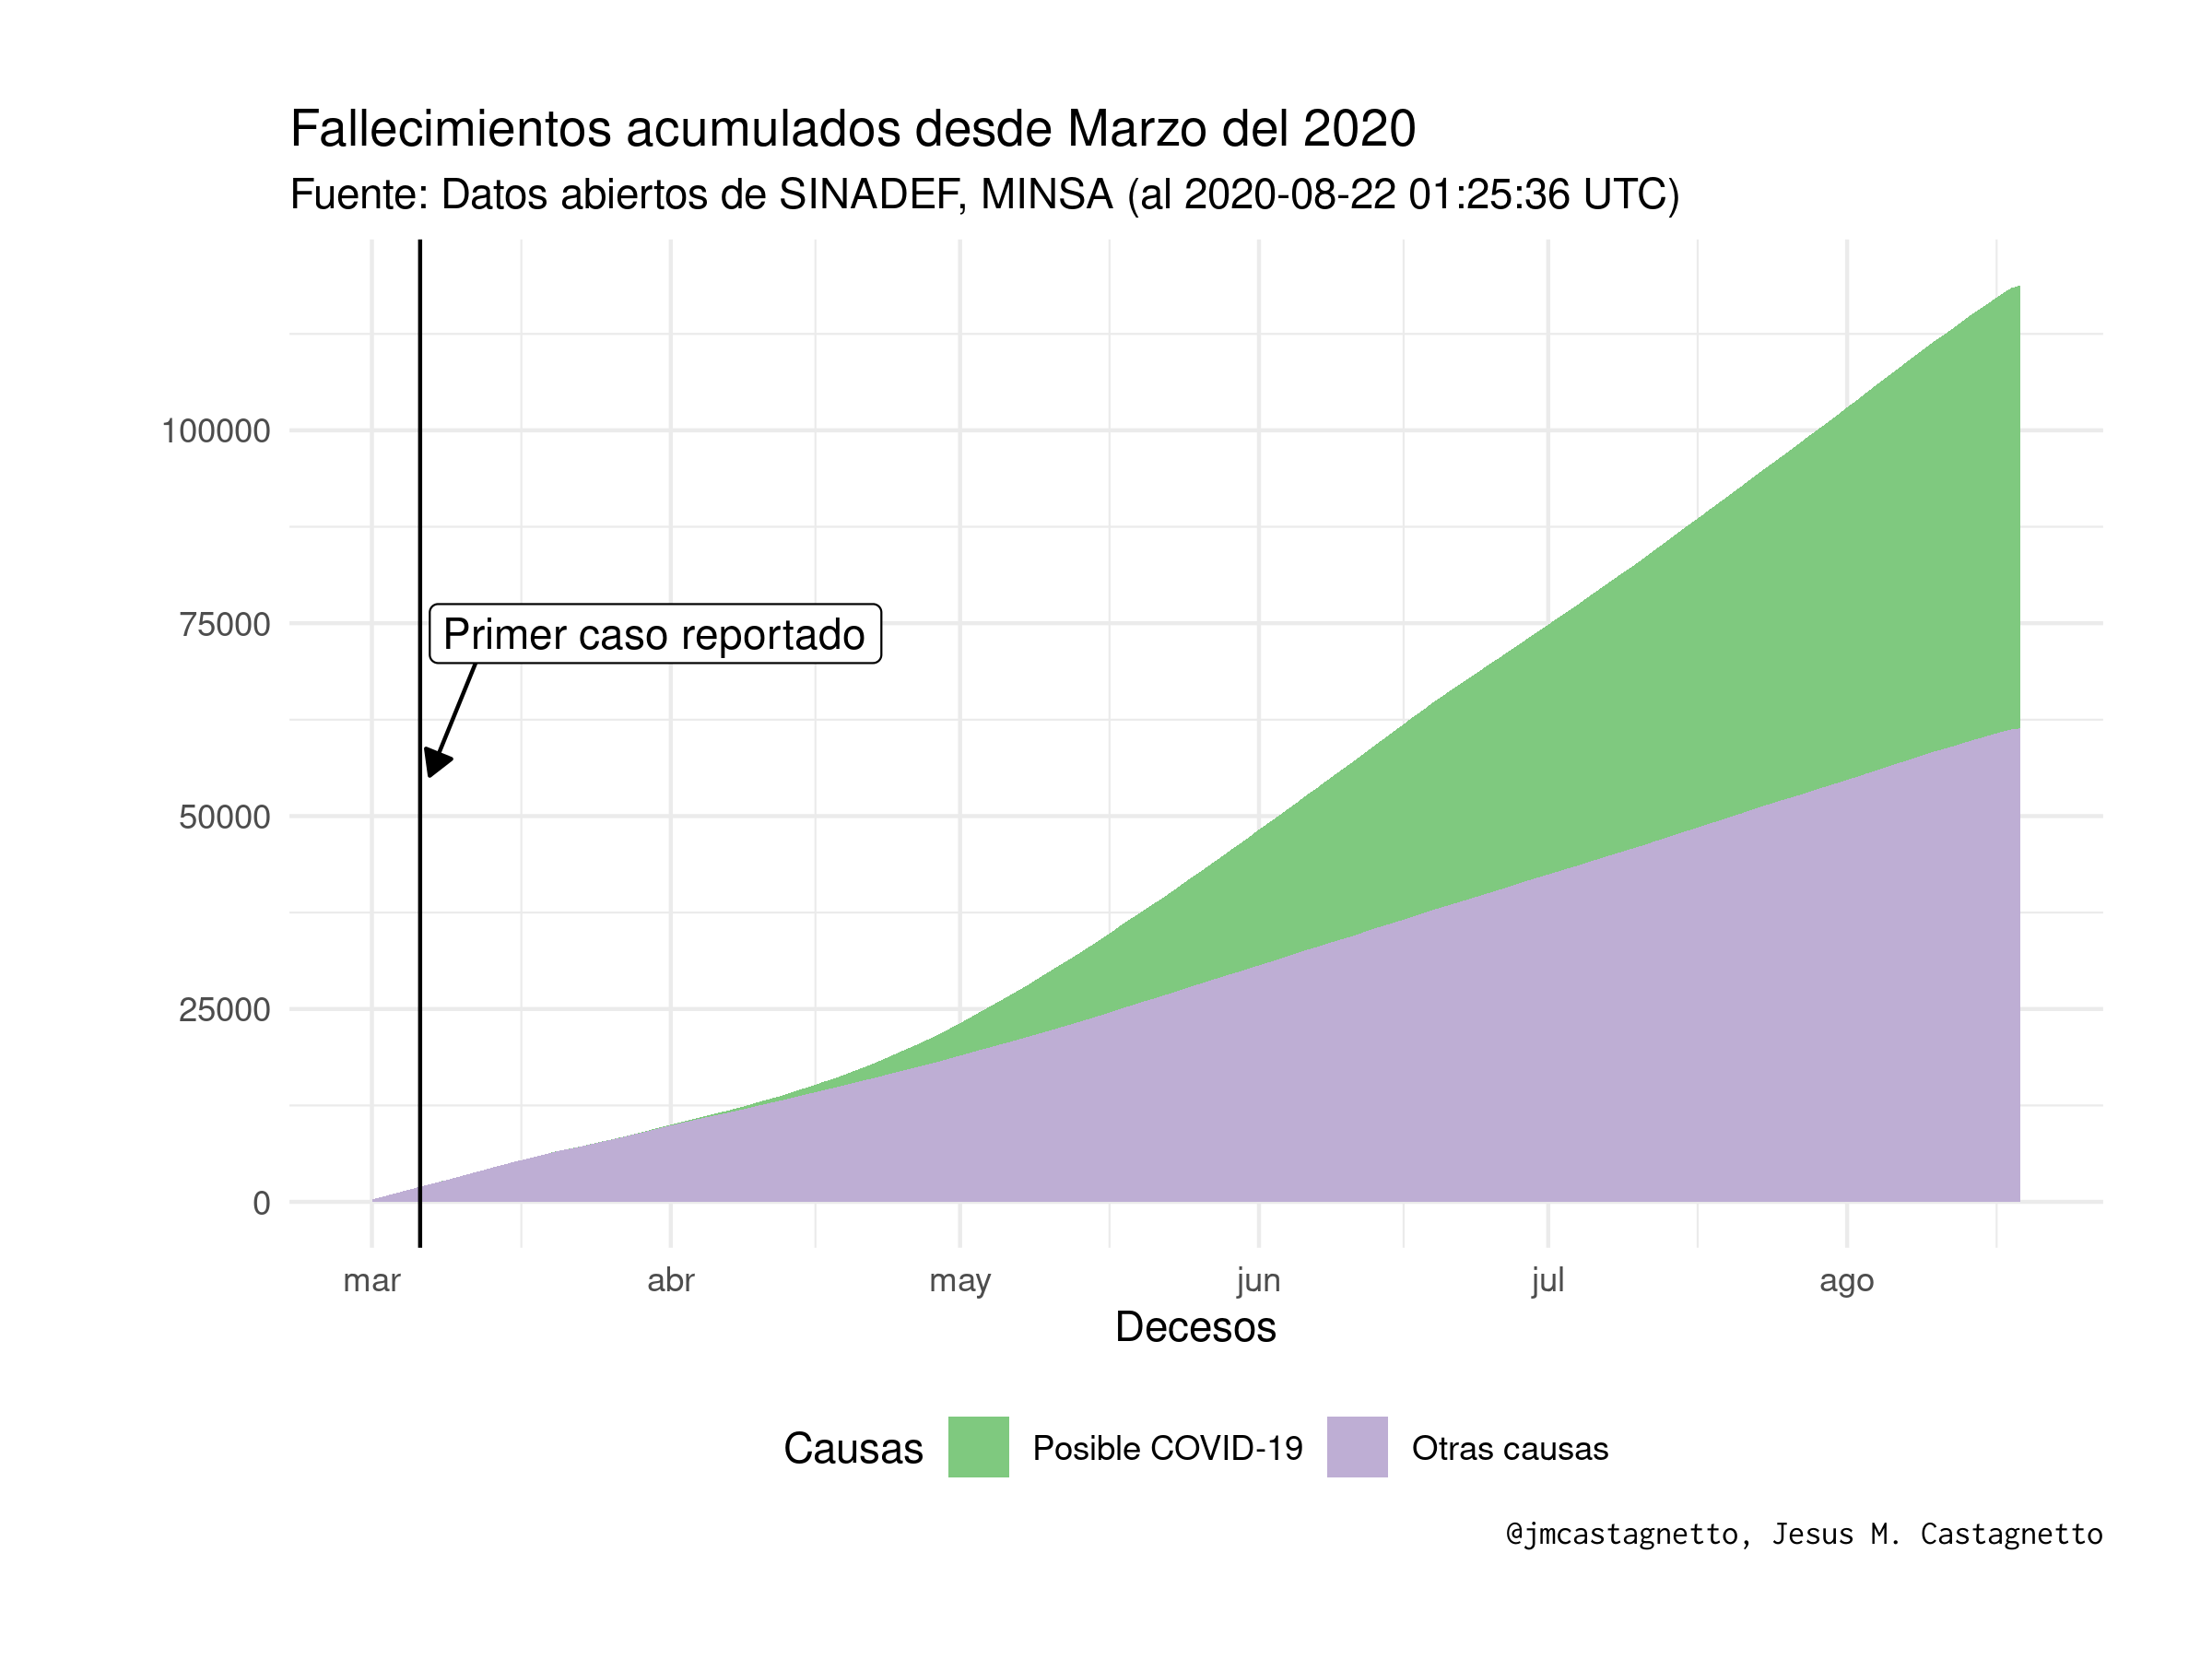 Fallecimientos acumulados desde Marzo del 2020
Fuente: Datos abiertos de SINADEF, MINSA (al 2020-08-22 01:25:36 UTC)
100000
75000
50000
25000
0
Primer caso reportado
mar abr may jun jul ago
Decesos
Causas Posible COVID-19 Otras causas
@jmcastagnetto, Jesus M. Castagnetto